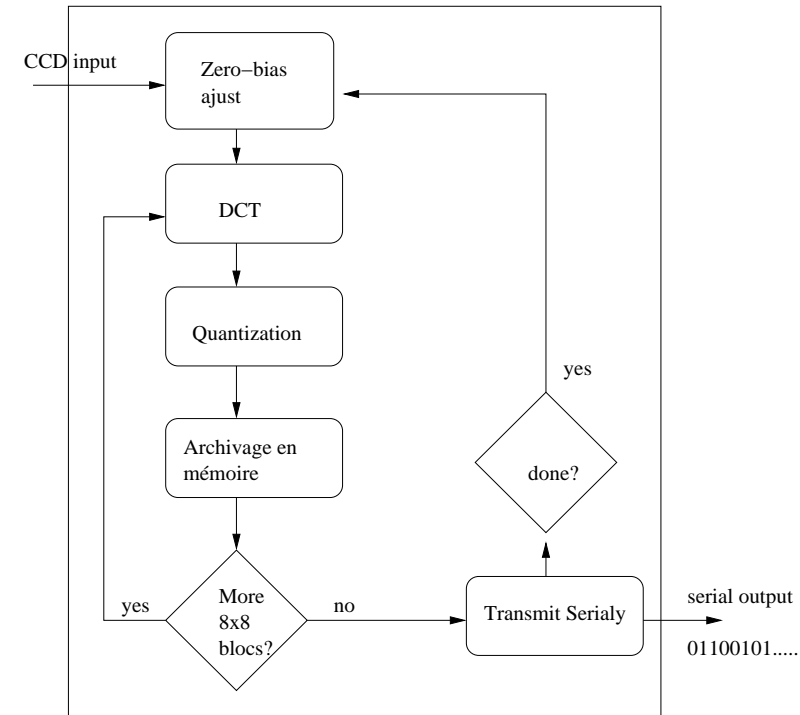 CCD input
Zero−bias
ajust
DCT
Quantization
Archivage en
mémoire
More
8x8
blocs?
yes
no
Transmit Serialy
done?
yes
serial output
01100101.....